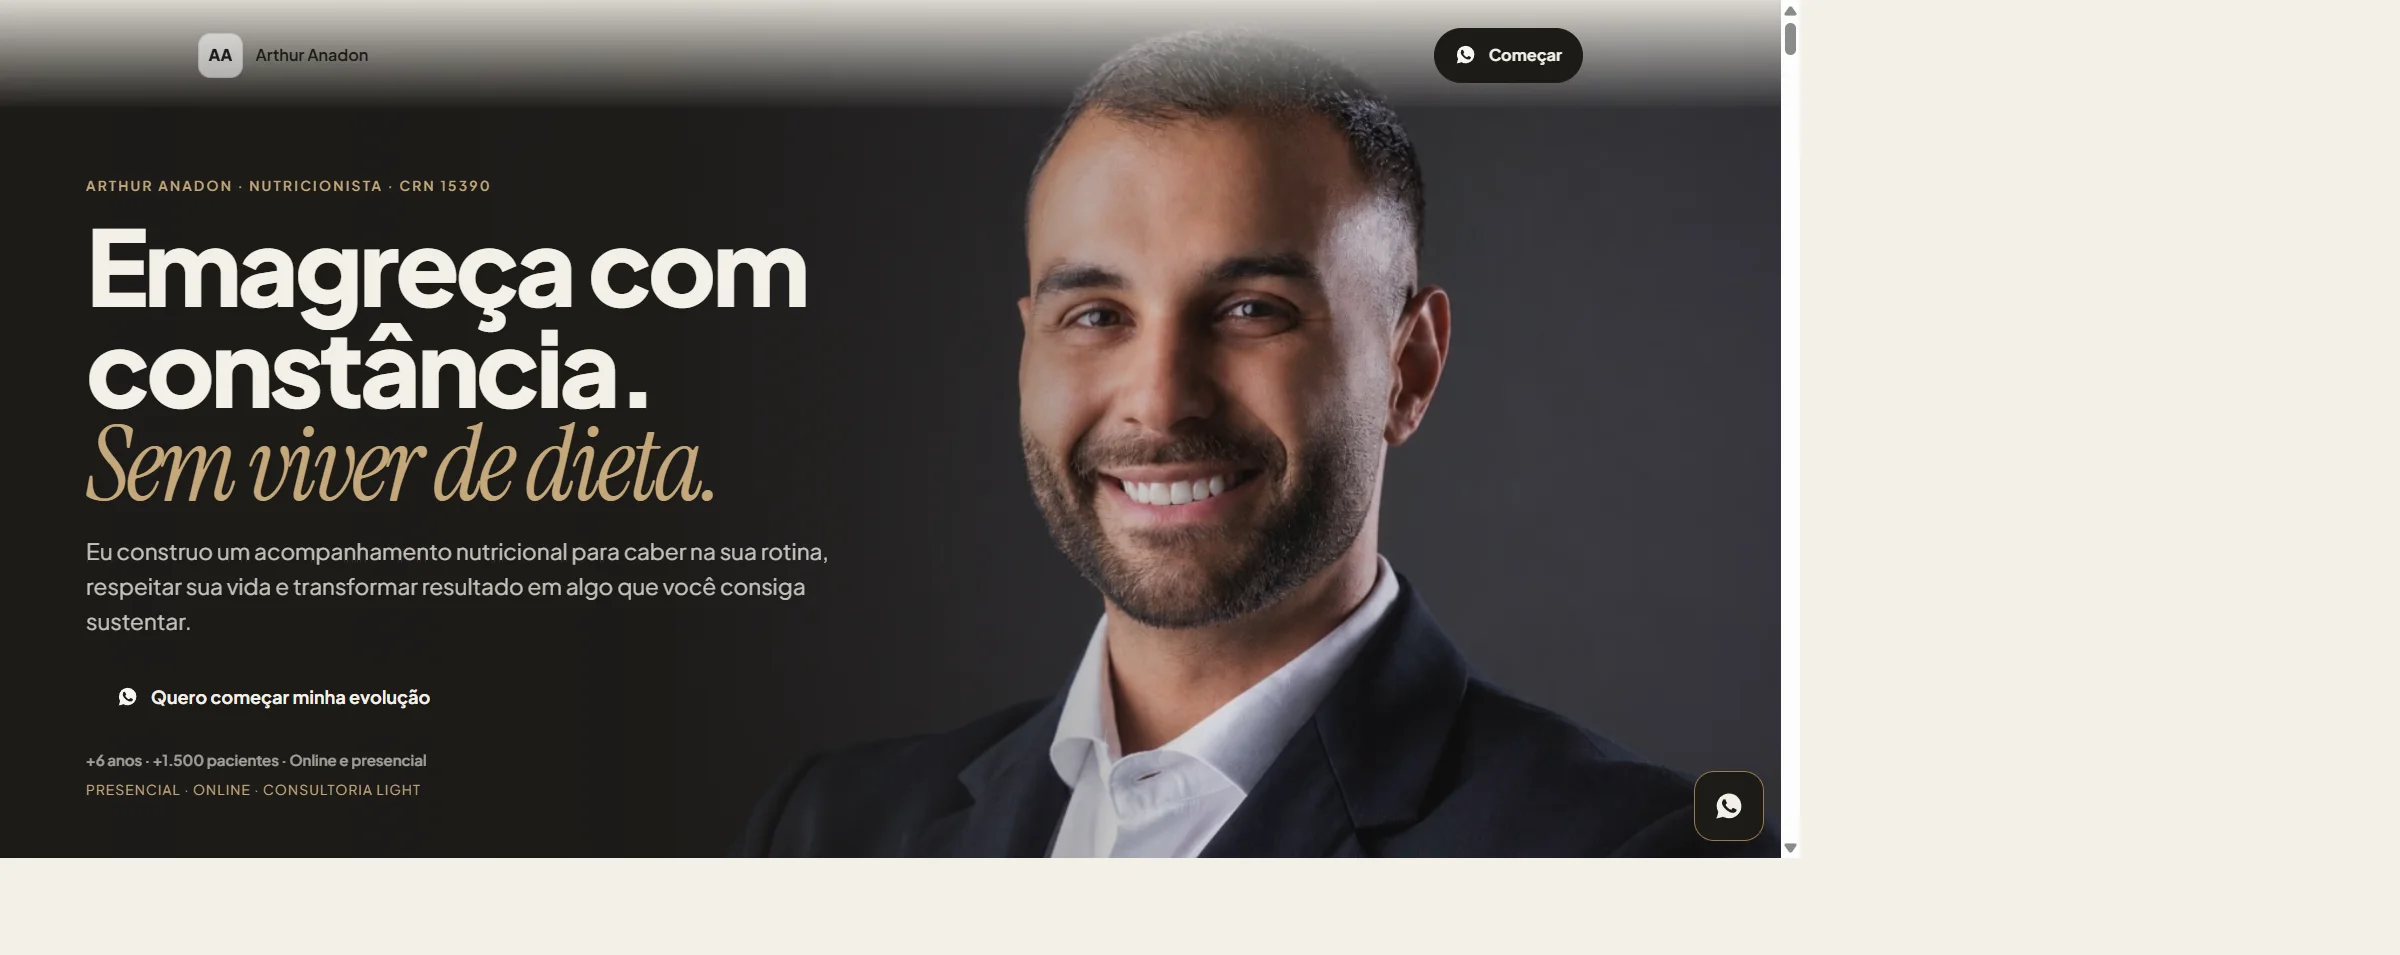 AA Arthur Anadon
Começar
ARTHUR ANADON · NUTRICIONISTA · CRN 15390
Emagreça com
constância.
Sem viver de dieta.
Eu construo um acompanhamento nutricional para caber na sua rotina,
respeitar sua vida e transformar resultado em algo que você consiga
sustentar.
Quero começar minha evolução
+6 anos · +1.500 pacientes · Online e presencial
PRESENCIAL · ONLINE · CONSULTORIA LIGHT